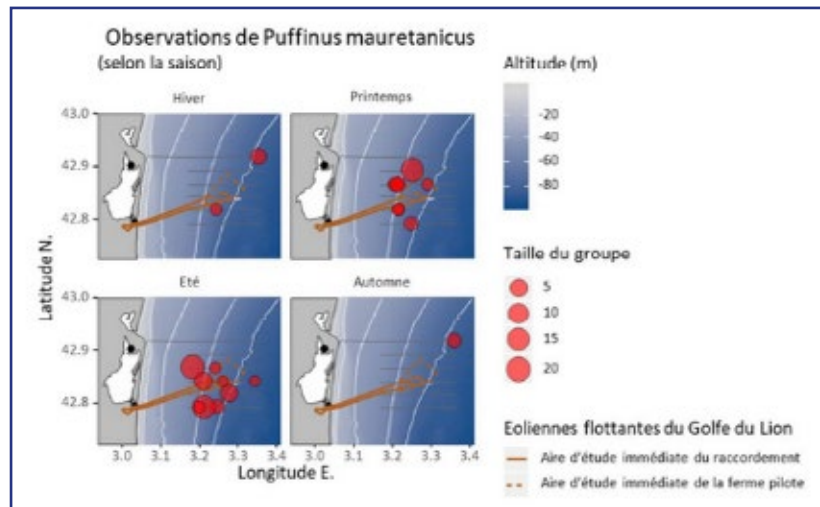 Observations de Puffinus mauretanicus
(selon la saison)
Hiver
Printemps
Eté
Automne
43.0
42.9
42.8
43.0
42.9
42.8
Latitude N.
3.0 3.1 3.2 3.3 3.4 3.0 3.1 3.2 3.3 3.4
Longitude E.
Altitude (m)
-20
-40
-60
-80
Taille du groupe
5
10
15
20
Eoliennes flottantes du Golfe du Lion
Aire d'étude immédiate du raccordement
Aire d'étude immédiate de la ferme pilote